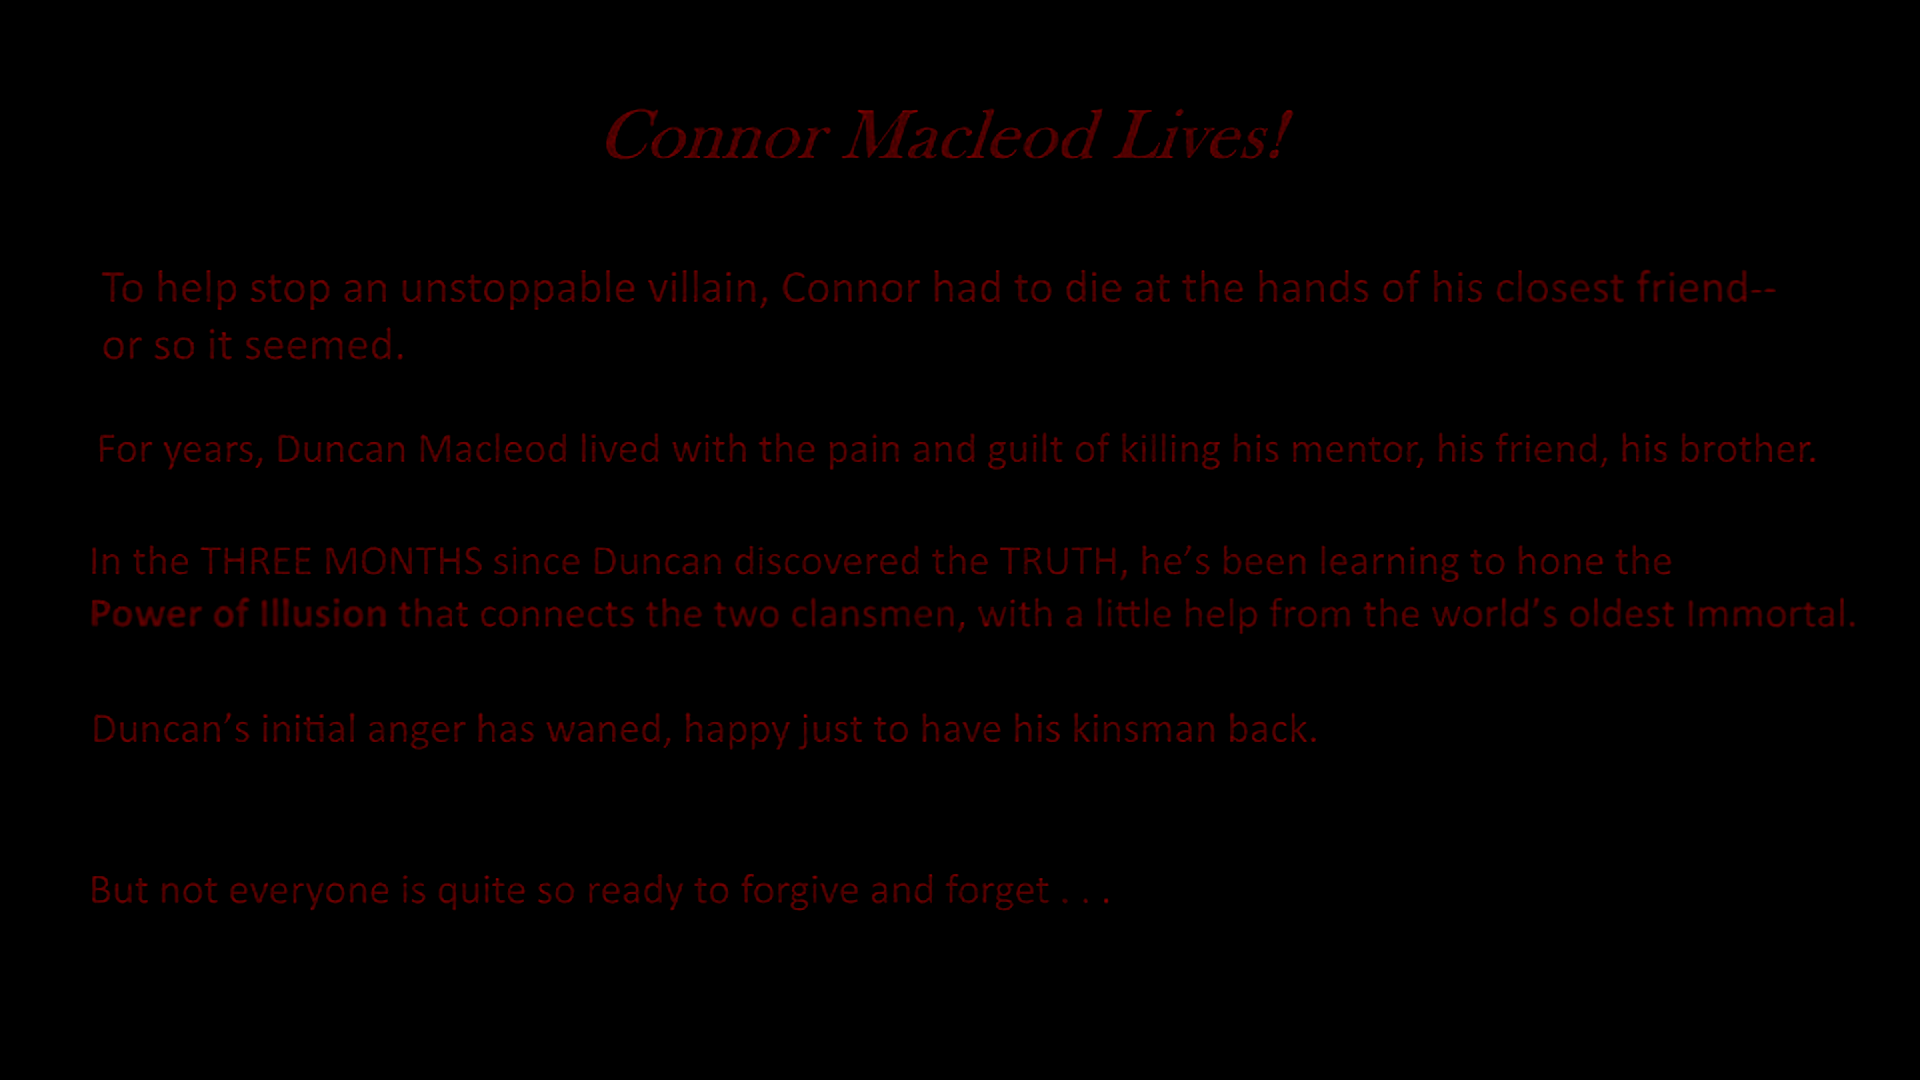 Connor Macleod Lives!
To help stop an unstoppable villain, Connor had to die at the hands of his closest friend--
or so it seemed.
For years, Duncan Macleod lived with the pain and guilt of killing his mentor, his friend, his brother.
In the THREE MONTHS since Duncan discovered the TRUTH, he’s been learning to hone the
Power of Illusion that connects the two clansmen, with a little help from the world’s oldest Immortal.
Duncan’s initial anger has waned, happy just to have his kinsman back.
But not everyone is quite so ready to forgive and forget . . .